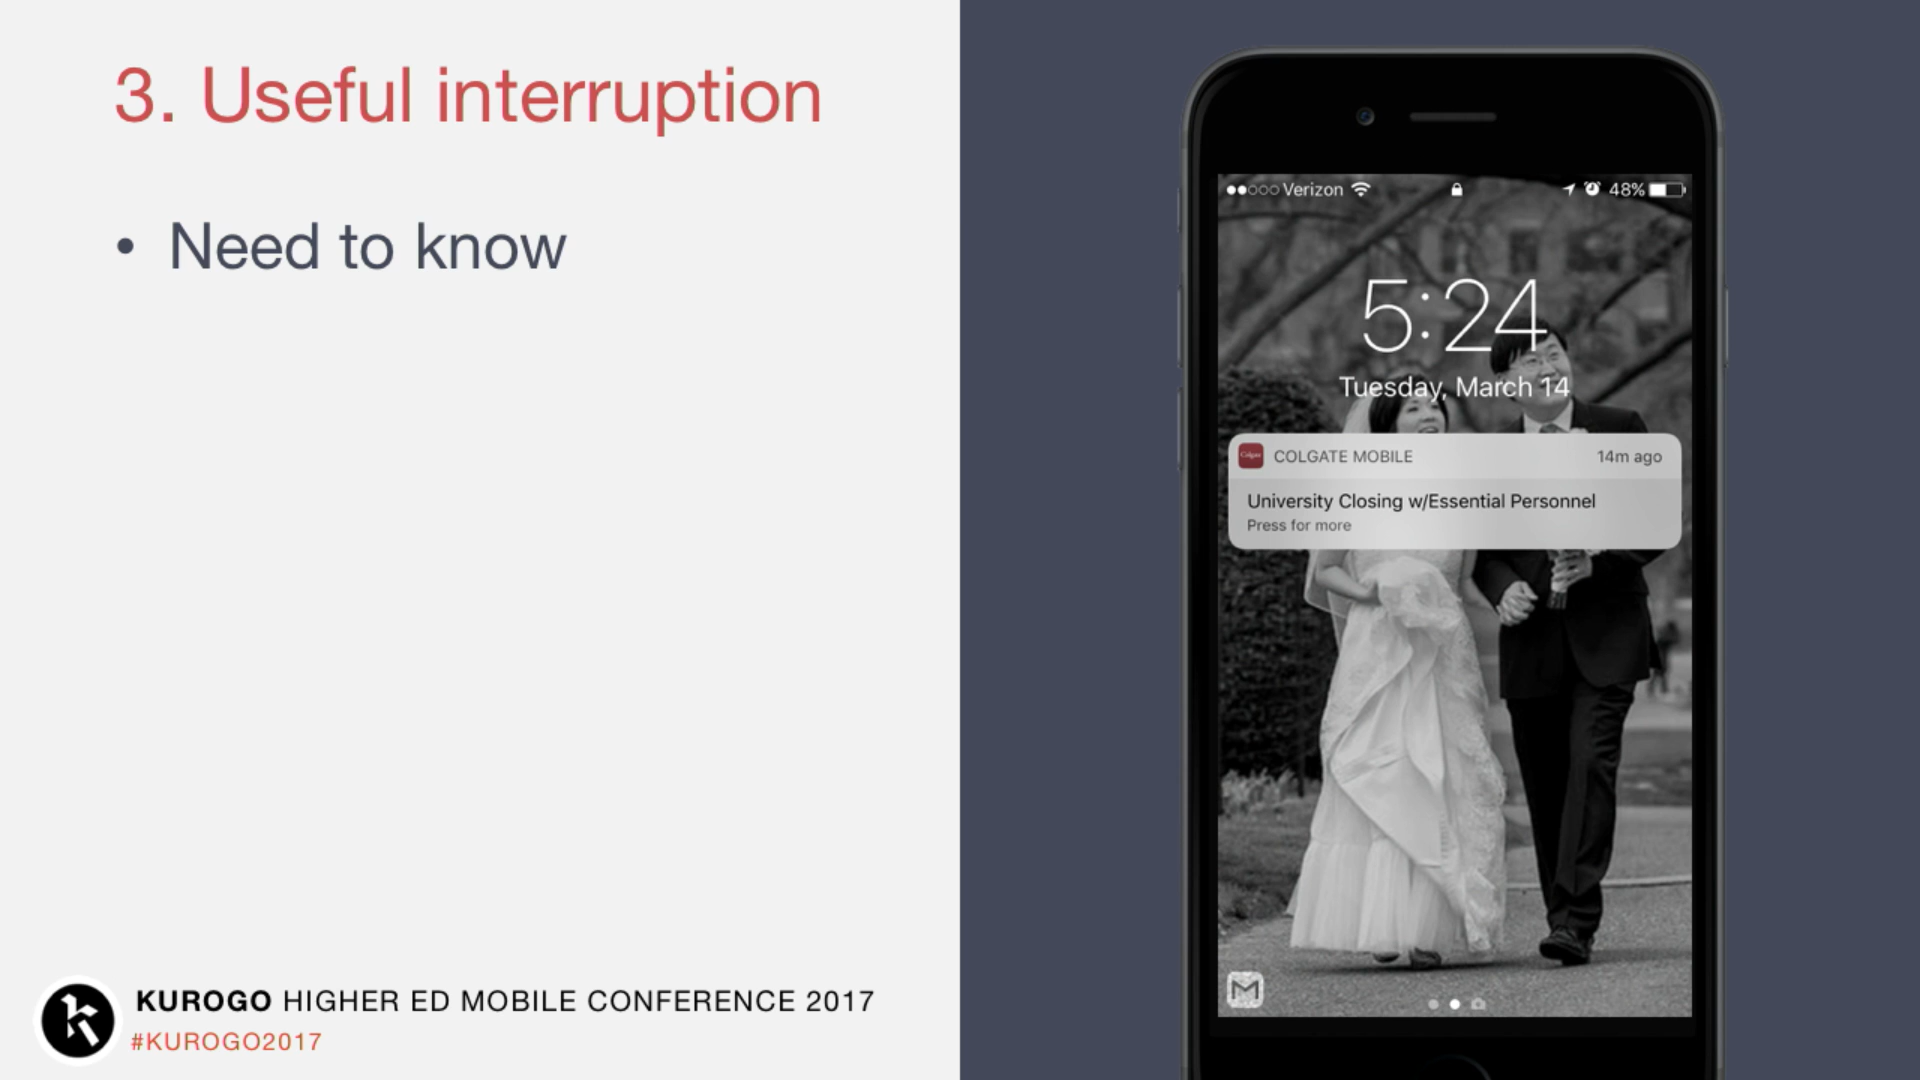 3. Useful interruption
• Need to know
Verizon 48%
5:24
Tuesday, March 14
Colgate
COLGATE MOBILE 14m ago
University Closing w/Essential Personnel
Press for more
KUROGO HIGHER ED MOBILE CONFERENCE 2017
#KUROGO2017